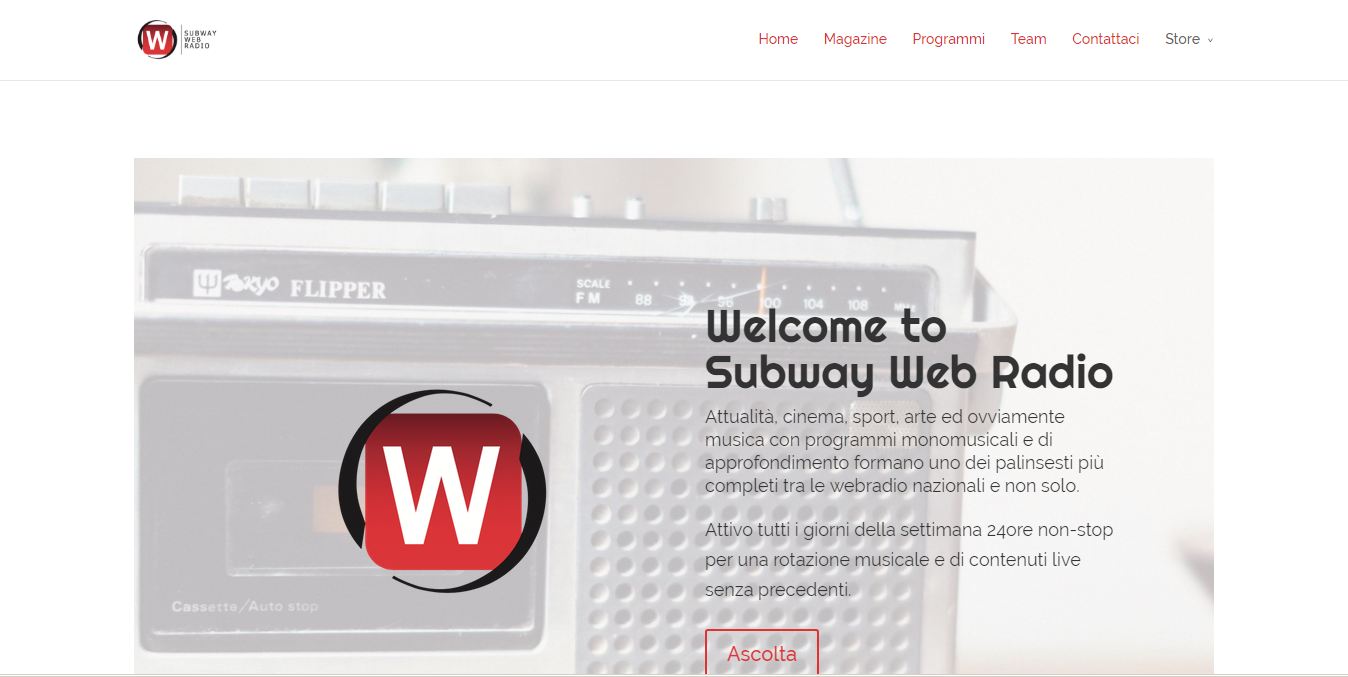 W
SUBWAY
WEB
RADIO
Home Magazine Programmi Team Contattaci Store
TOKYO FLIPPER
SCALE
FM 88 94 96 100 104 108 MHz
Welcome to
Subway Web Radio
Attualità, cinema, sport, arte ed ovviamente
musica con programmi monomusicali e di
approfondimento formano uno dei palinsesti più
completi tra le webradio nazionali e non solo.
Attivo tutti i giorni della settimana 24ore non-stop
per una rotazione musicale e di contenuti live
senza precedenti.
W
Cassette/Auto stop
Ascolta